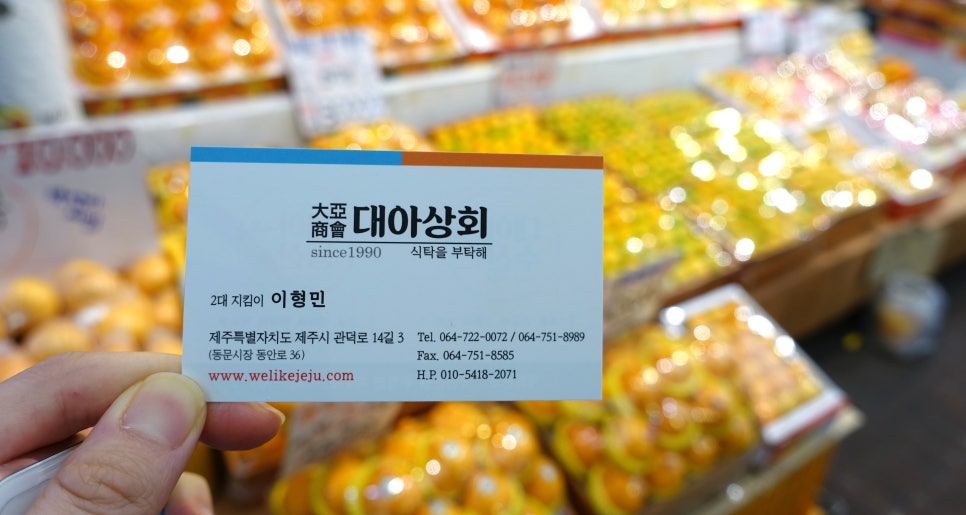 大亞
商會 대아상회
since1990 식탁을 부탁해
2대 지킴이 이형민
제주특별자치도 제주시 관덕로 14길 3
(동문시장 동안로 36)
www.welikejeju.com
Tel. 064-722-0072 / 064-751-8989
Fax. 064-751-8585
H.P. 010-5418-2071